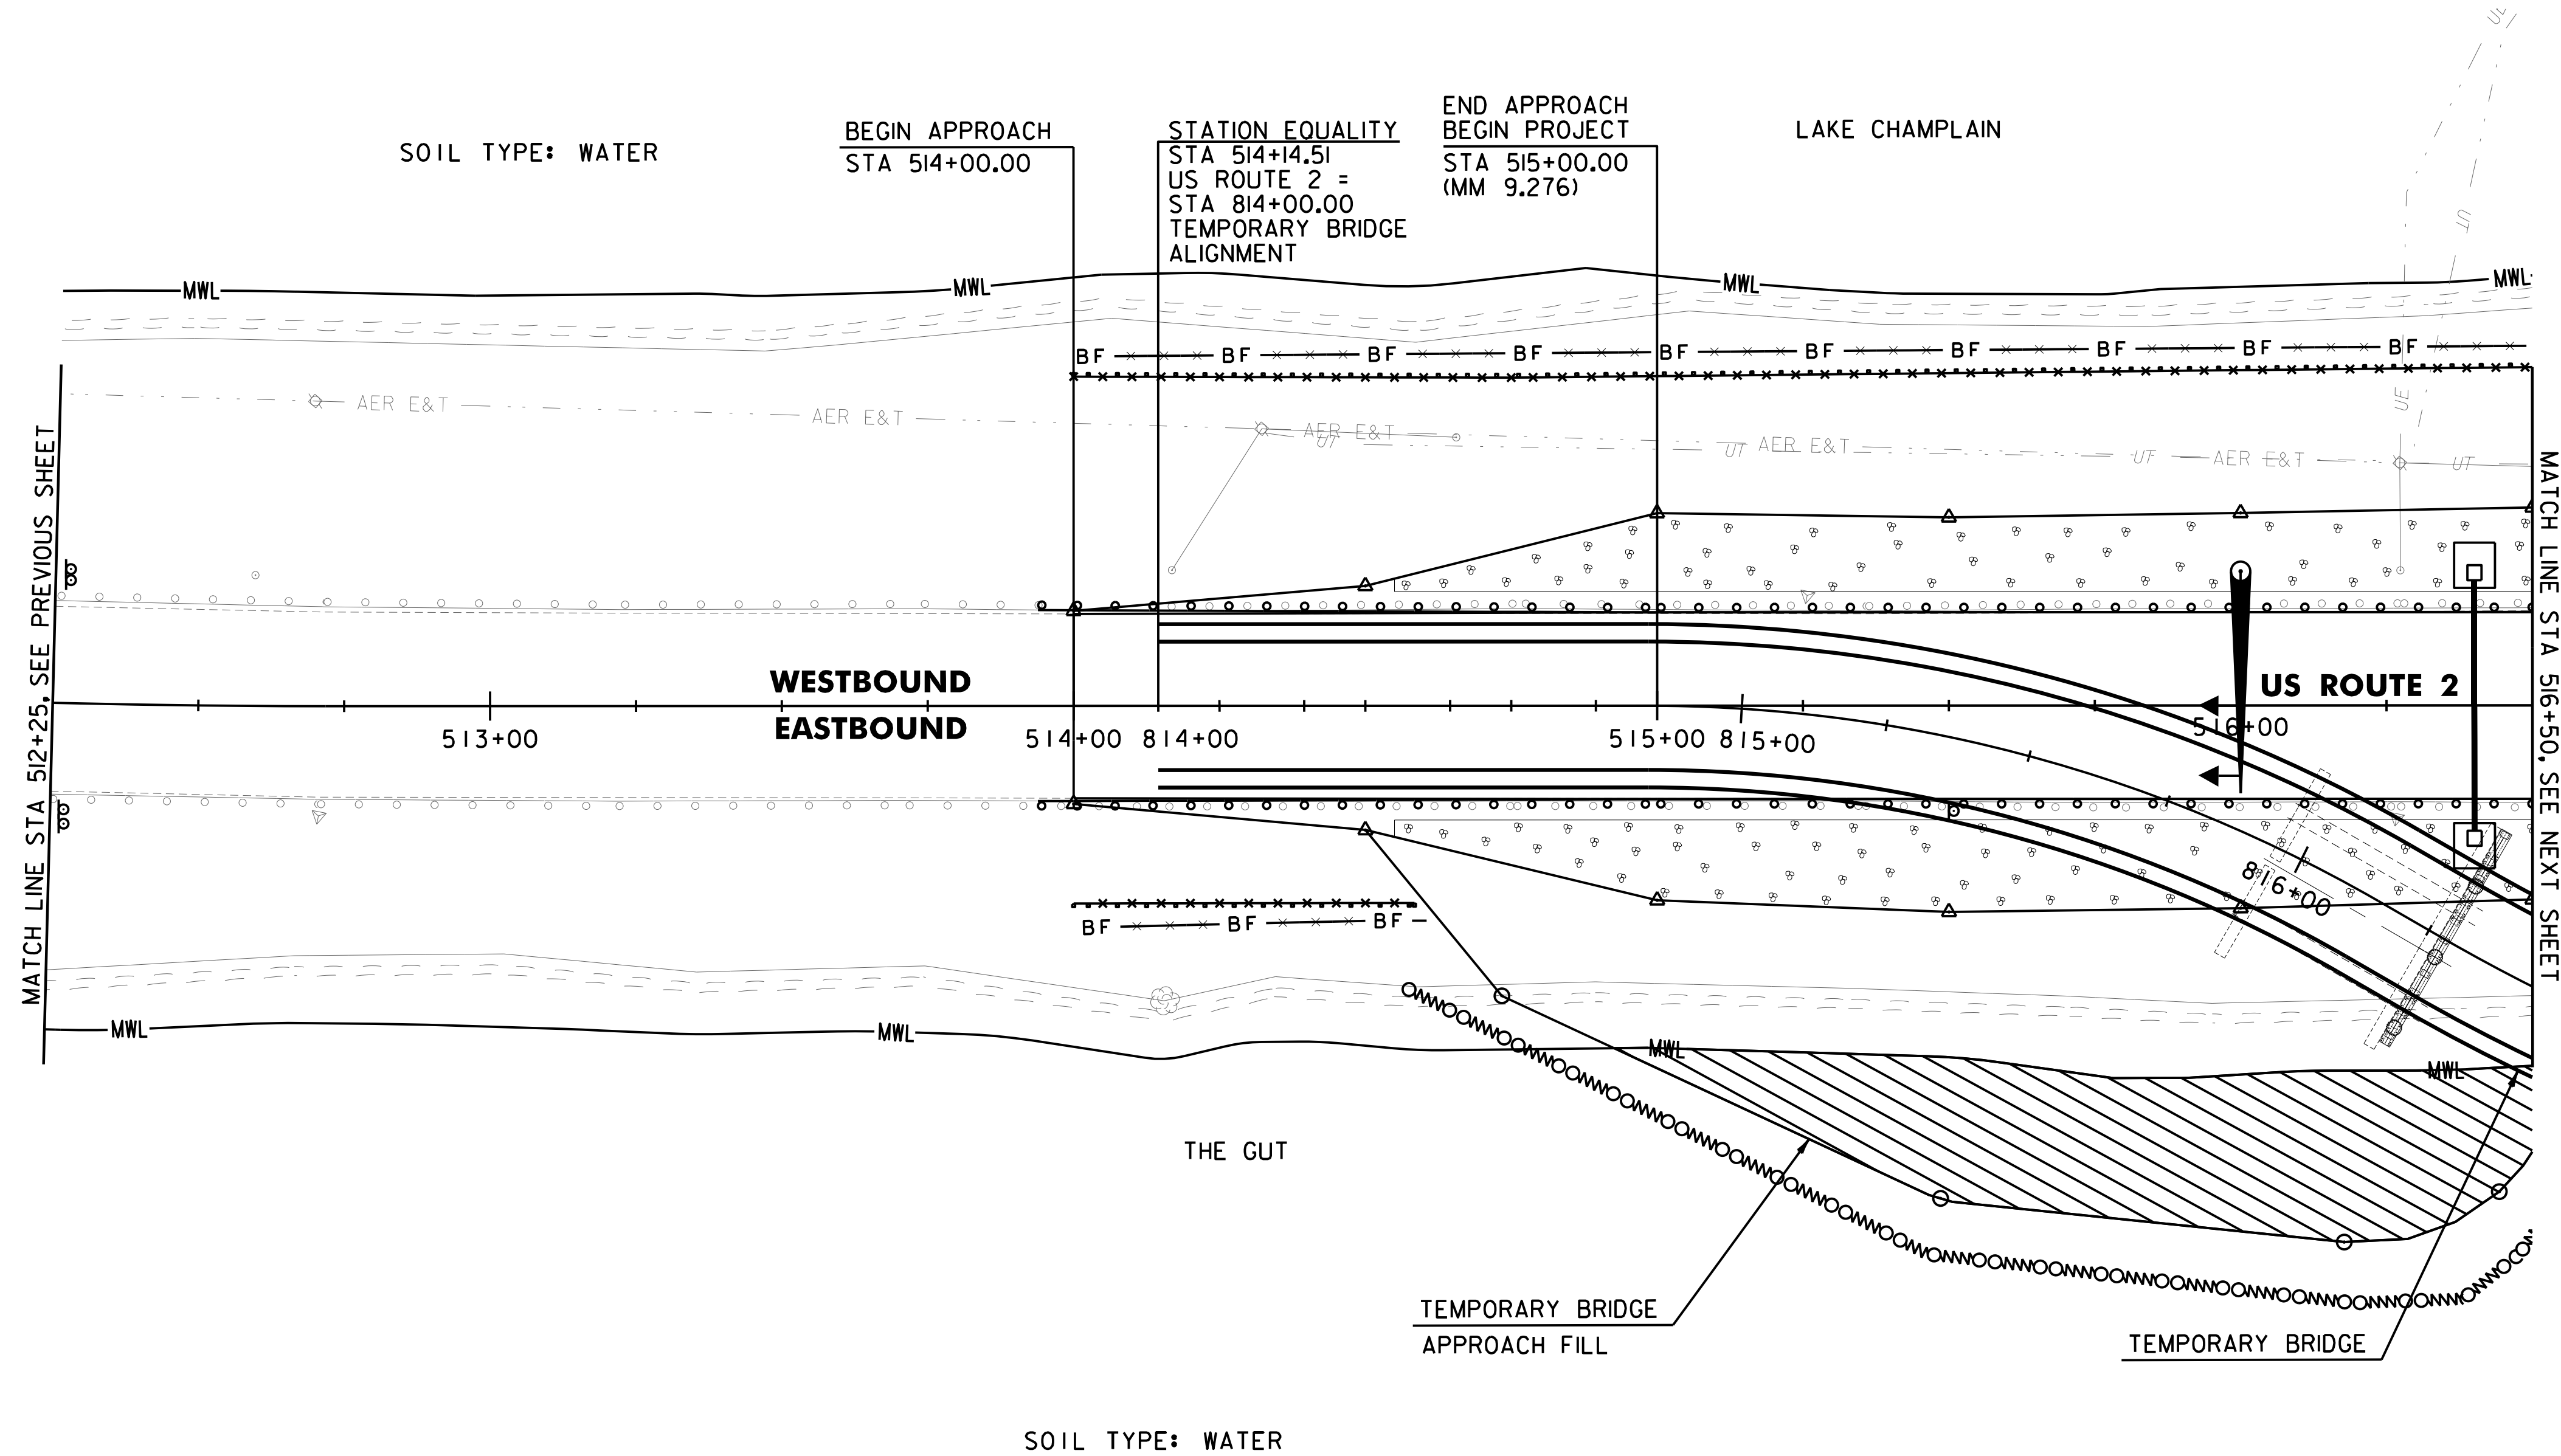 SOIL TYPE: WATER
BEGIN APPROACH
STA 514+00.00
STATION EQUALITY
STA 514+14.51
US ROUTE 2 =
STA 814+00.00
TEMPORARY BRIDGE
ALIGNMENT
END APPROACH
BEGIN PROJECT
STA 515+00.00
(MM 9.276)
LAKE CHAMPLAIN
UE
UE
MWL
MWL
MWL
MWL
BF BF BF BF BF BF BF BF BF BF
AER E&T
AER E&T
AER E&T
AER E&T
AER E&T
UT
UT
UT
UT
UE
MATCH LINE STA 512+25, SEE PREVIOUS SHEET
MATCH LINE STA 516+50, SEE NEXT SHEET
WESTBOUND
EASTBOUND
US ROUTE 2
513+00
514+00
814+00
515+00
815+00
516+00
816+00
BF BF BF
MWL
MWL
MWL
MWL
THE GUT
TEMPORARY BRIDGE
APPROACH FILL
TEMPORARY BRIDGE
SOIL TYPE: WATER